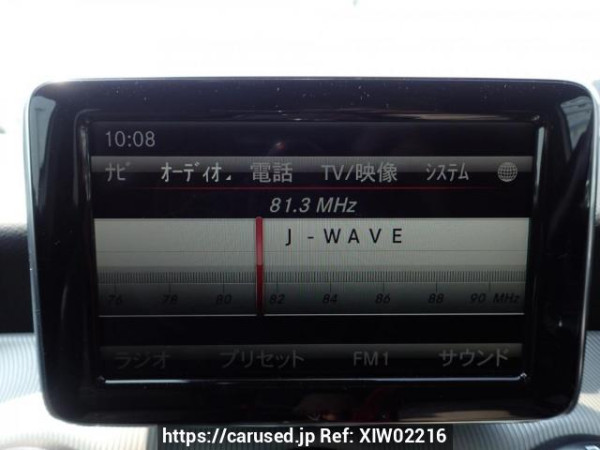 10:08
ナビ オーディオ 電話 TV/映像 システム
81.3 MHz
J-WAVE
76 78 80 82 84 86 88 90 MHz
ラジオ プリセット FM1 サウンド
https://carused.jp Ref: XIW02216